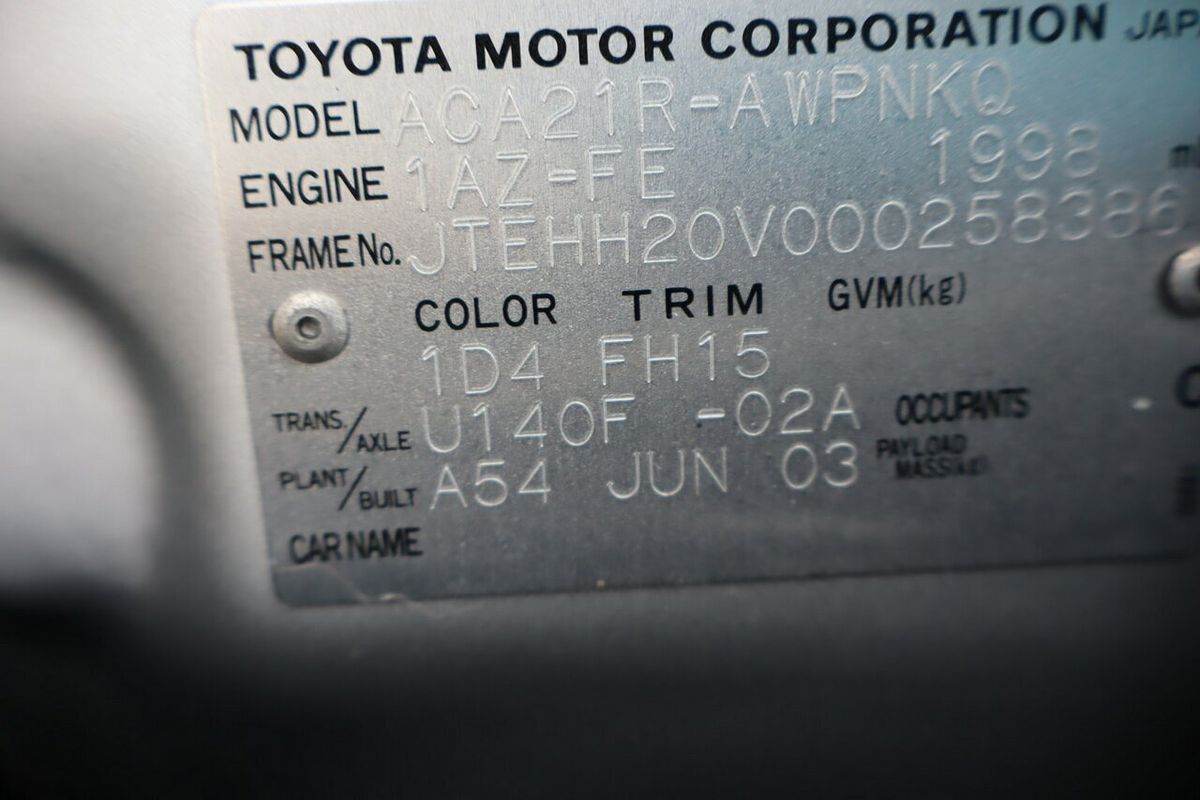 TOYOTA MOTOR CORPORATION JAPA
MODEL ACA21R-AWPNKQ
ENGINE 1AZ-FE 1998 m
FRAME No. JTEHH20V000258386
COLOR TRIM GVM(kg)
1D4 FH15
TRANS./AXLE U140F -02A OCCUPANTS
PLANT/BUILT A54 JUN 03 PAYLOAD MASS(kg)
CAR NAME